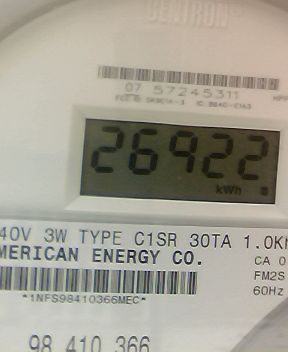 CENTRON®
07 57245311
26922
kWh
40V 3W TYPE C1SR 30TA 1.0Kh
MERICAN ENERGY CO.
CA 0
FM2S
60Hz
*1NFS98410366MEC*
98 410 366